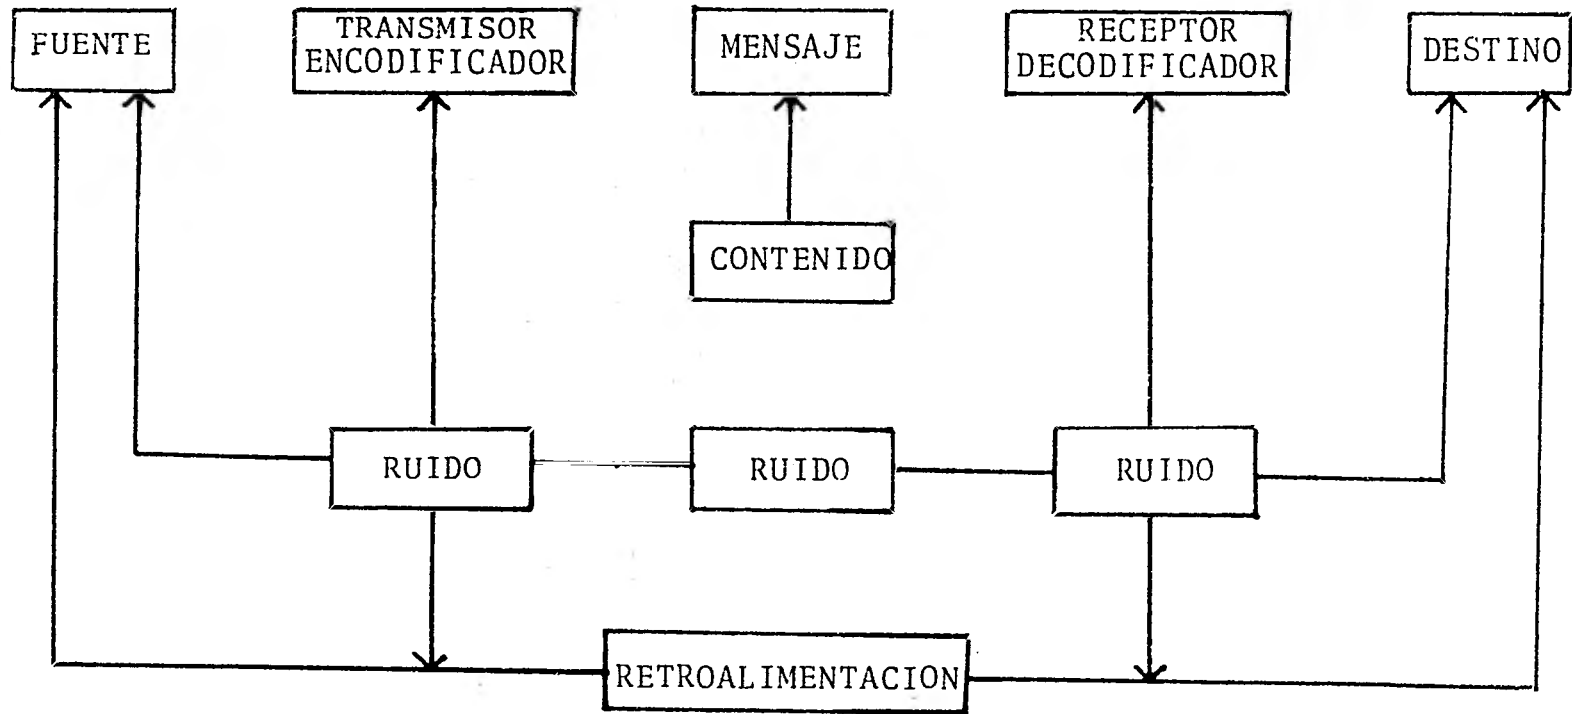 FUENTE
TRANSMISOR
ENCODIFICADOR
MENSAJE
RECEPTOR
DECODIFICADOR
DESTINO
CONTENIDO
RUIDO
RUIDO
RUIDO
RETROALIMENTACION